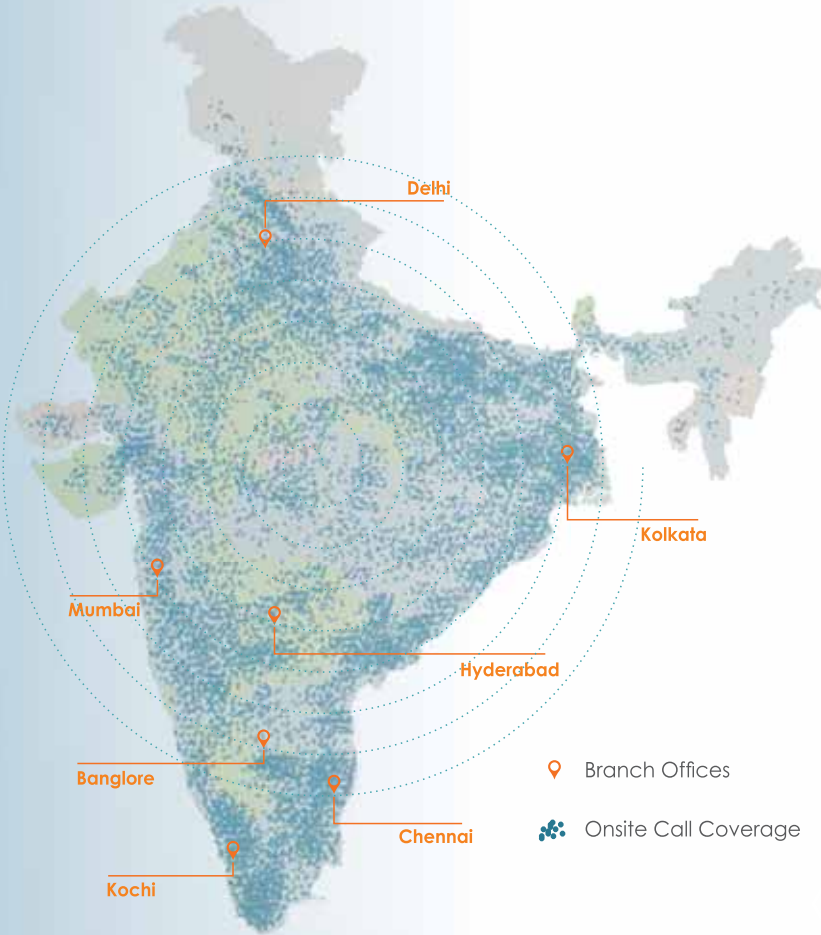 Delhi
Kolkata
Mumbai
Hyderabad
Banglore
Branch Offices
Chennai
Onsite Call Coverage
Kochi